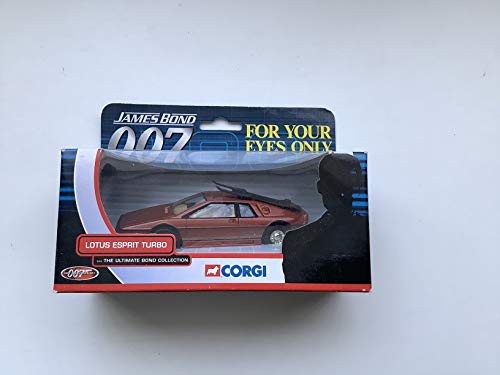 JAMES BOND
007
FOR YOUR
EYES ONLY
LOTUS ESPRIT TURBO
... THE ULTIMATE BOND COLLECTION
007
CORGI